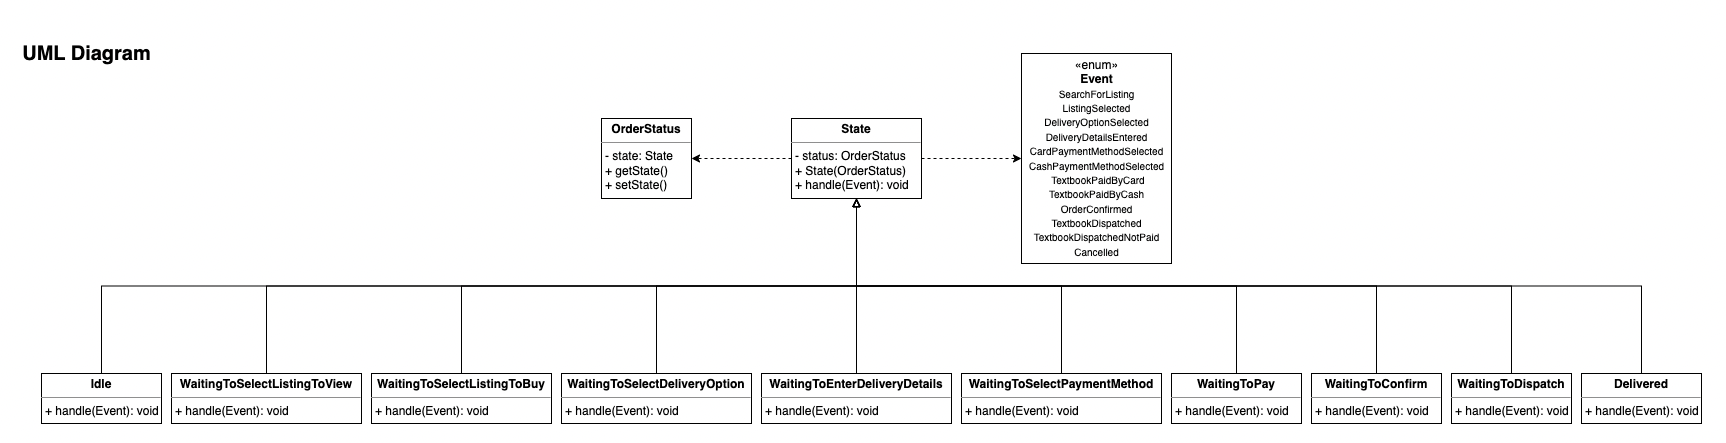 UML Diagram
OrderStatus
- state: State
+ getState()
+ setState()
State
- status: OrderStatus
+ State(OrderStatus)
+ handle(Event): void
«enum»
Event
SearchForListing
ListingSelected
DeliveryOptionSelected
DeliveryDetailsEntered
CardPaymentMethodSelected
CashPaymentMethodSelected
TextbookPaidByCard
TextbookPaidByCash
OrderConfirmed
TextbookDispatched
TextbookDispatchedNotPaid
Cancelled
Idle
+ handle(Event): void
WaitingToSelectListingToView
+ handle(Event): void
WaitingToSelectListingToBuy
+ handle(Event): void
WaitingToSelectDeliveryOption
+ handle(Event): void
WaitingToEnterDeliveryDetails
+ handle(Event): void
WaitingToSelectPaymentMethod
+ handle(Event): void
WaitingToPay
+ handle(Event): void
WaitingToConfirm
+ handle(Event): void
WaitingToDispatch
+ handle(Event): void
Delivered
+ handle(Event): void